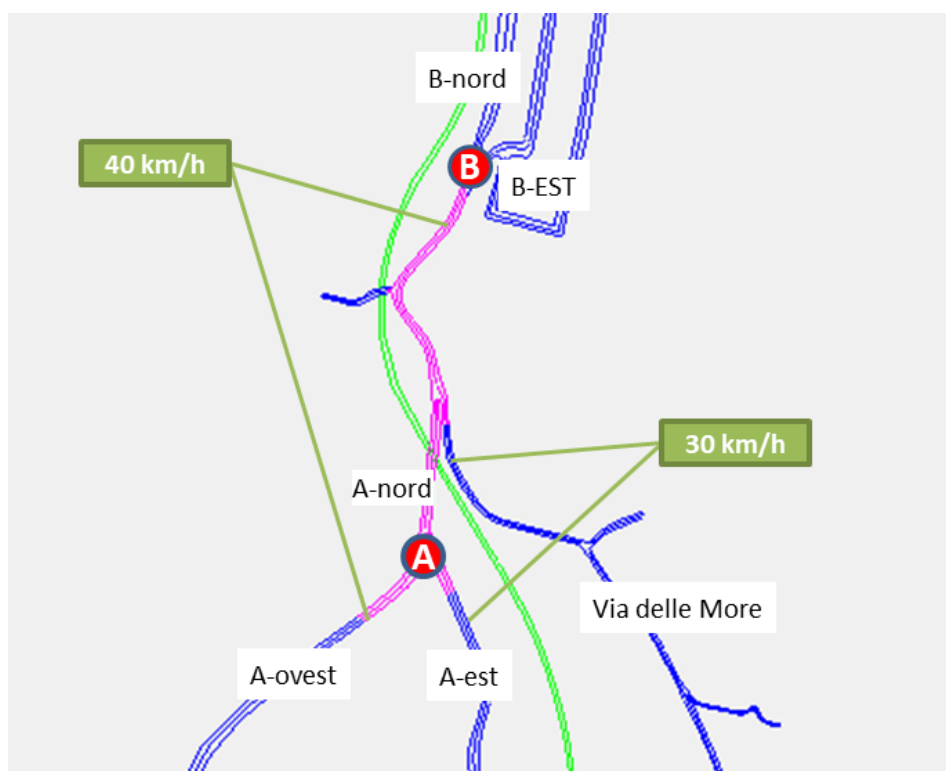 B-nord
40 km/h
B
B-EST
30 km/h
A-nord
A
Via delle More
A-ovest
A-est